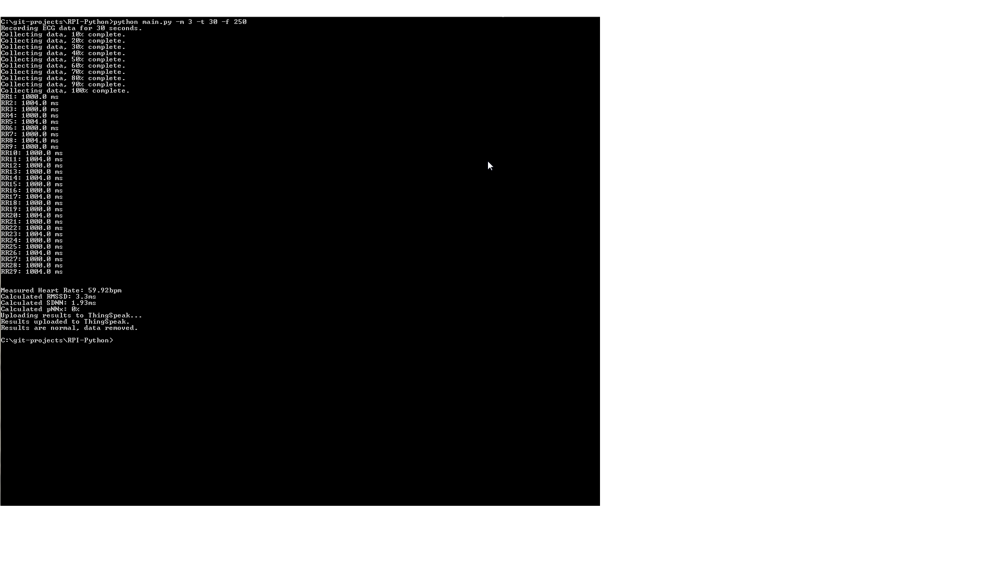 C:\git-projects\RPI-Python>python main.py -m 3 -t 30 -f 250
Recording ECG data for 30 seconds.
Collecting data, 10% complete.
Collecting data, 20% complete.
Collecting data, 30% complete.
Collecting data, 40% complete.
Collecting data, 50% complete.
Collecting data, 60% complete.
Collecting data, 70% complete.
Collecting data, 80% complete.
Collecting data, 90% complete.
Collecting data, 100% complete.
RR1: 1000.0 ms
RR2: 1004.0 ms
RR3: 1000.0 ms
RR4: 1000.0 ms
RR5: 1004.0 ms
RR6: 1000.0 ms
RR7: 1000.0 ms
RR8: 1004.0 ms
RR9: 1000.0 ms
RR10: 1000.0 ms
RR11: 1004.0 ms
RR12: 1000.0 ms
RR13: 1000.0 ms
RR14: 1004.0 ms
RR15: 1000.0 ms
RR16: 1000.0 ms
RR17: 1004.0 ms
RR18: 1000.0 ms
RR19: 1000.0 ms
RR20: 1004.0 ms
RR21: 1000.0 ms
RR22: 1000.0 ms
RR23: 1004.0 ms
RR24: 1000.0 ms
RR25: 1000.0 ms
RR26: 1004.0 ms
RR27: 1000.0 ms
RR28: 1000.0 ms
RR29: 1004.0 ms
Measured Heart Rate: 59.92bpm
Calculated RMSSD: 3.3ms
Calculated SDNN: 1.93ms
Calculated pNNx: 0%
Uploading results to ThingSpeak...
Results uploaded to ThingSpeak.
Results are normal, data removed.
C:\git-projects\RPI-Python>